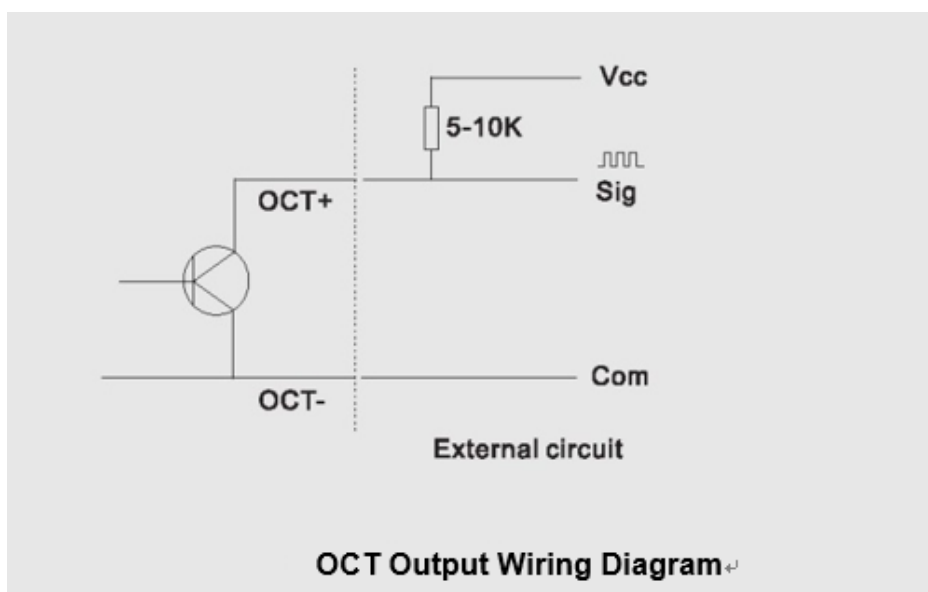 Vcc
5-10K
OCT+
Sig
OCT-
Com
External circuit
OCT Output Wiring Diagram↵